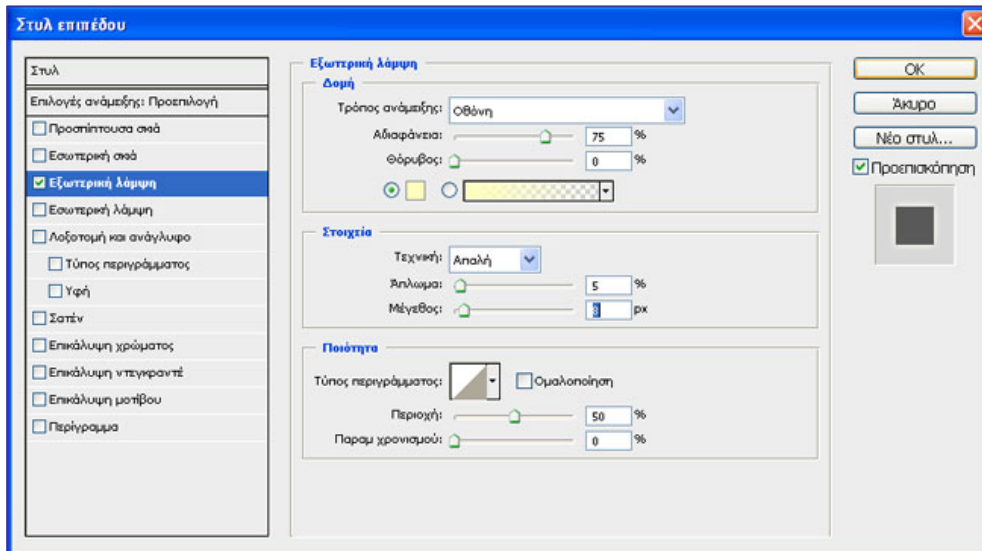 Στυλ επιπέδου
Στυλ
Επιλογές ανάμειξης: Προεπιλογή
Προσπίπτουσα σκιά
Εσωτερική σκιά
Εξωτερική λάμψη
Εσωτερική λάμψη
Λοξοτομή και ανάγλυφο
Τύπος περιγράμματος
Υφή
Σατέν
Επικάλυψη χρώματος
Επικάλυψη ντεγκραντέ
Επικάλυψη μοτίβου
Περίγραμμα
Εξωτερική λάμψη
Δομή
Τρόπος ανάμειξης: Οθόνη
Αδιαφάνεια: 75 %
Θόρυβος: 0 %
Στοιχεία
Τεχνική: Απαλή
Άπλωμα: 5 %
Μέγεθος: 8 px
Ποιότητα
Τύπος περιγράμματος: Ομαλοποίηση
Περιοχή: 50 %
Παραμ χρονισμού: 0 %
OK
Άκυρο
Νέο στυλ...
Προεπισκόπηση